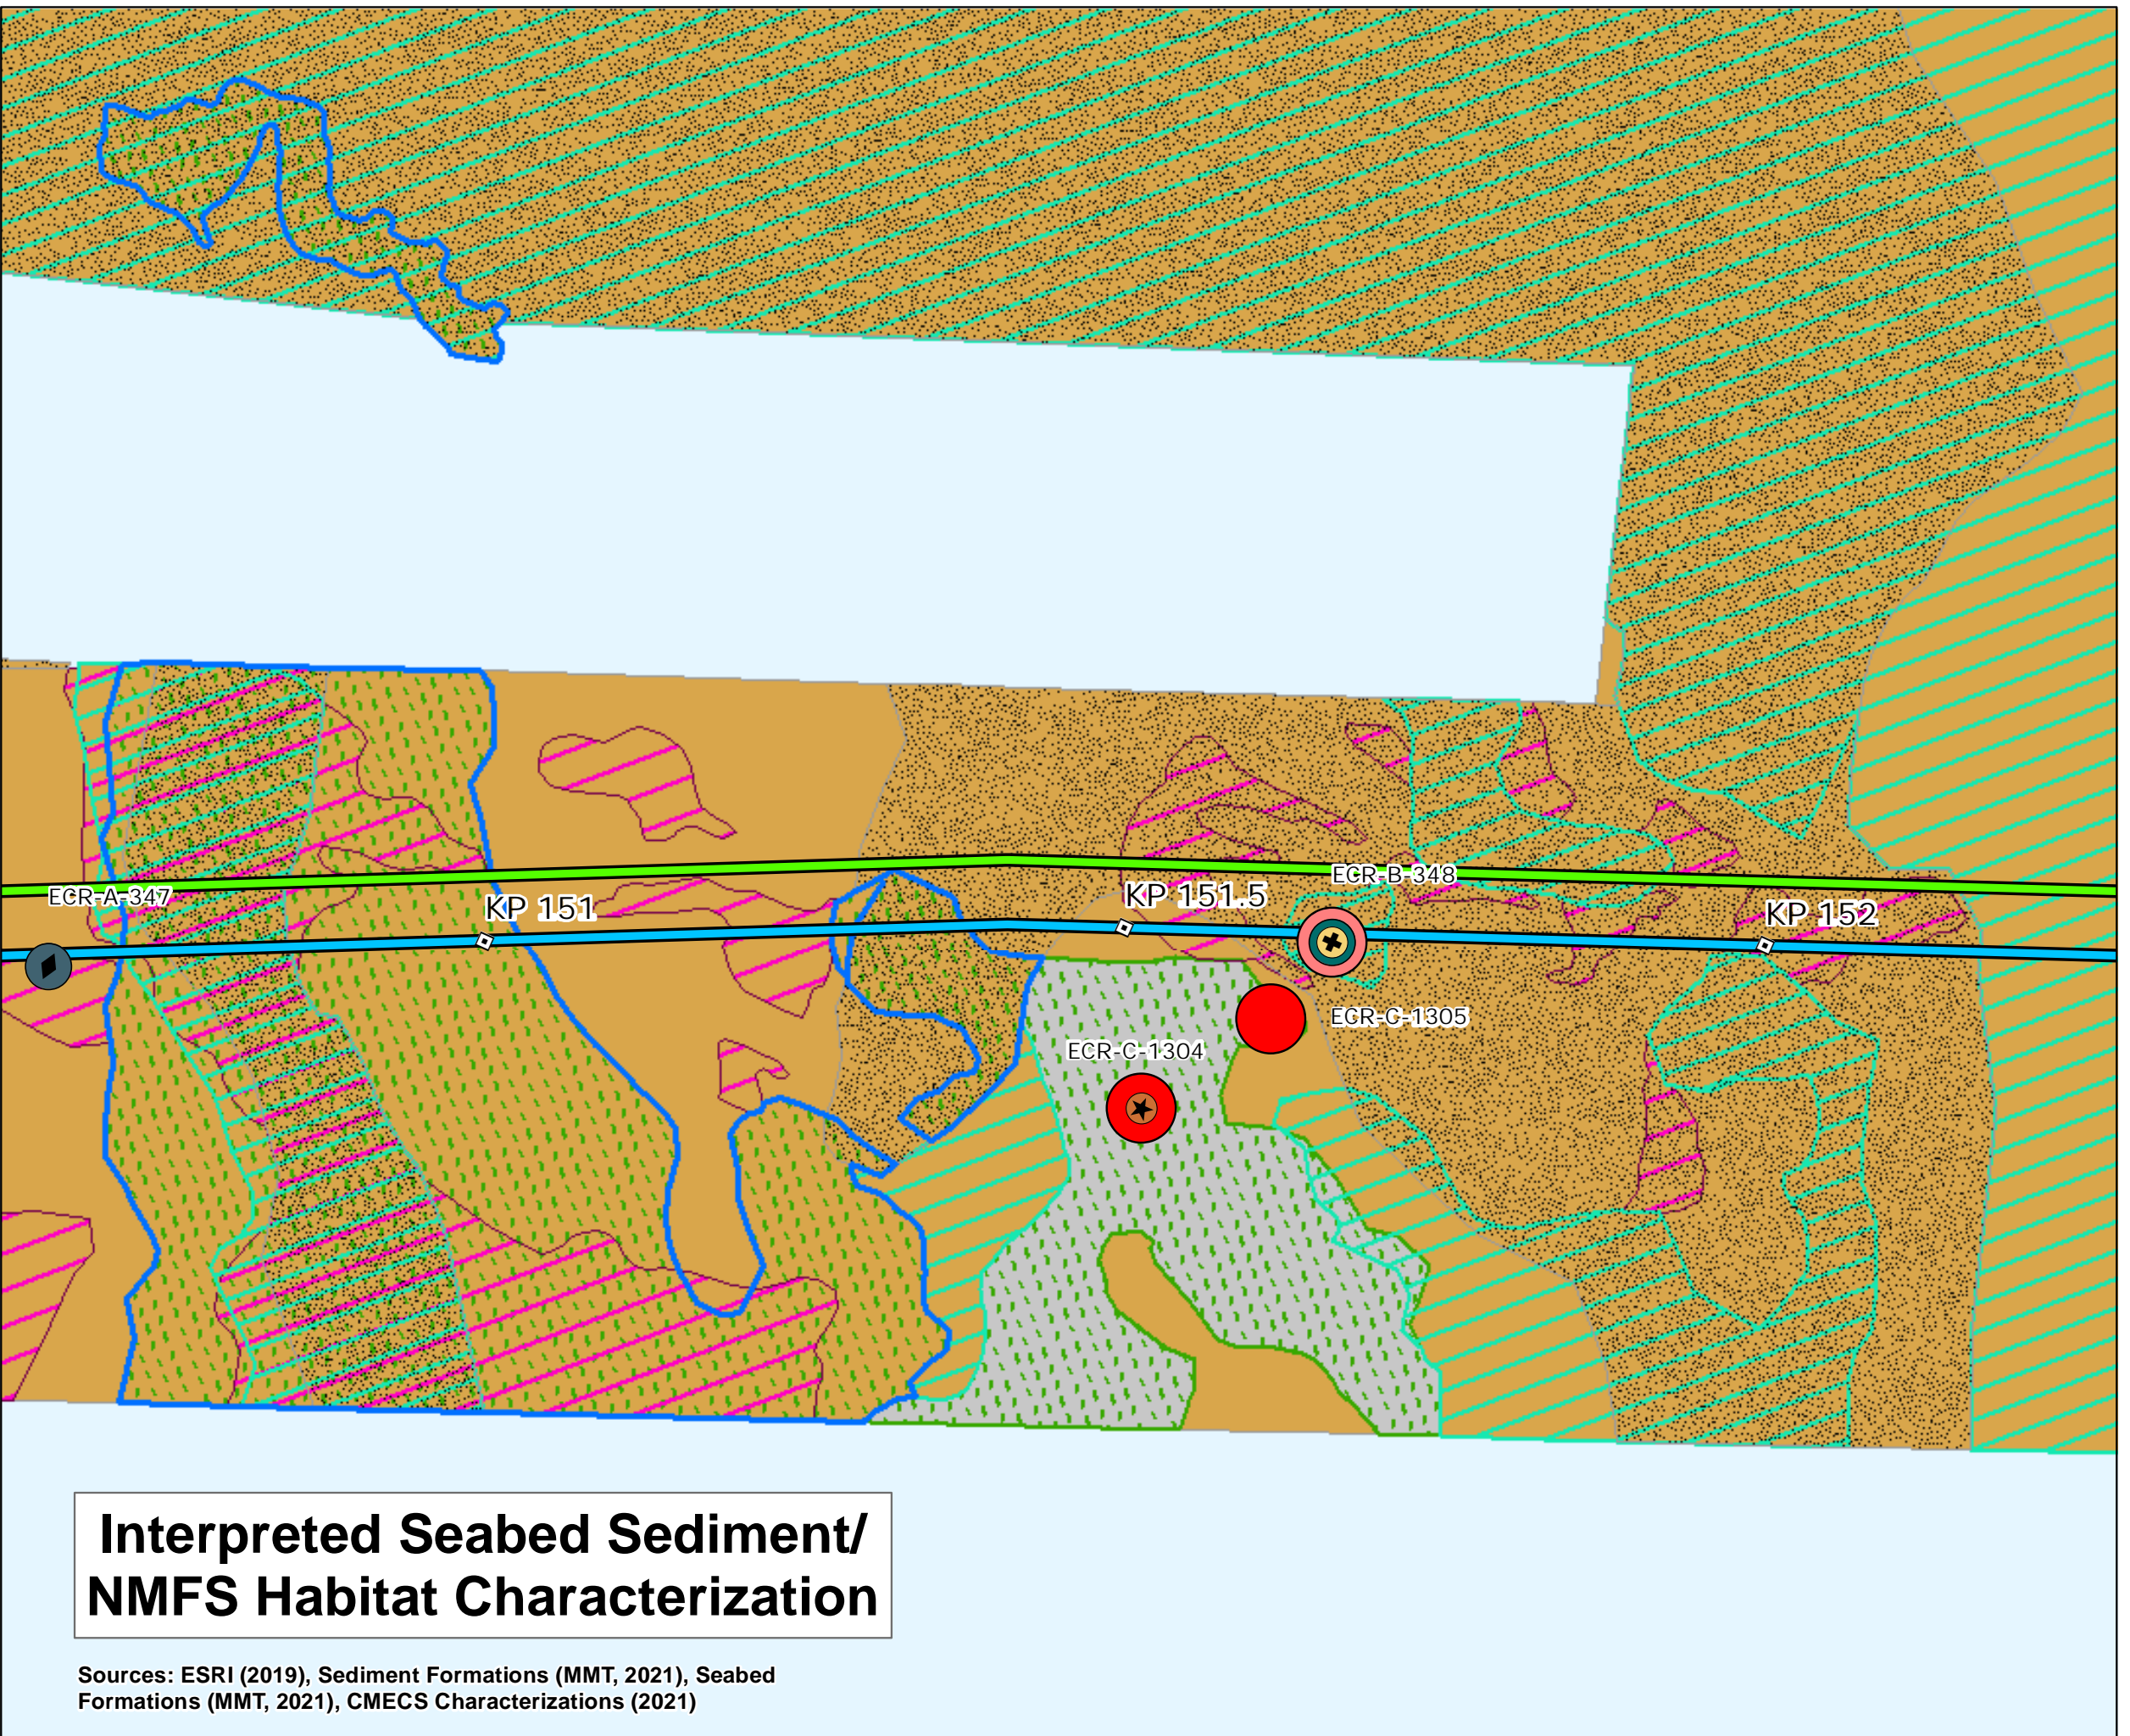 ECR-B-348
ECR-A-347
KP 151
KP 151.5
KP 152
ECR-C-1305
ECR-C-1304
Interpreted Seabed Sediment/
NMFS Habitat Characterization
Sources: ESRI (2019), Sediment Formations (MMT, 2021), Seabed
Formations (MMT, 2021), CMECS Characterizations (2021)